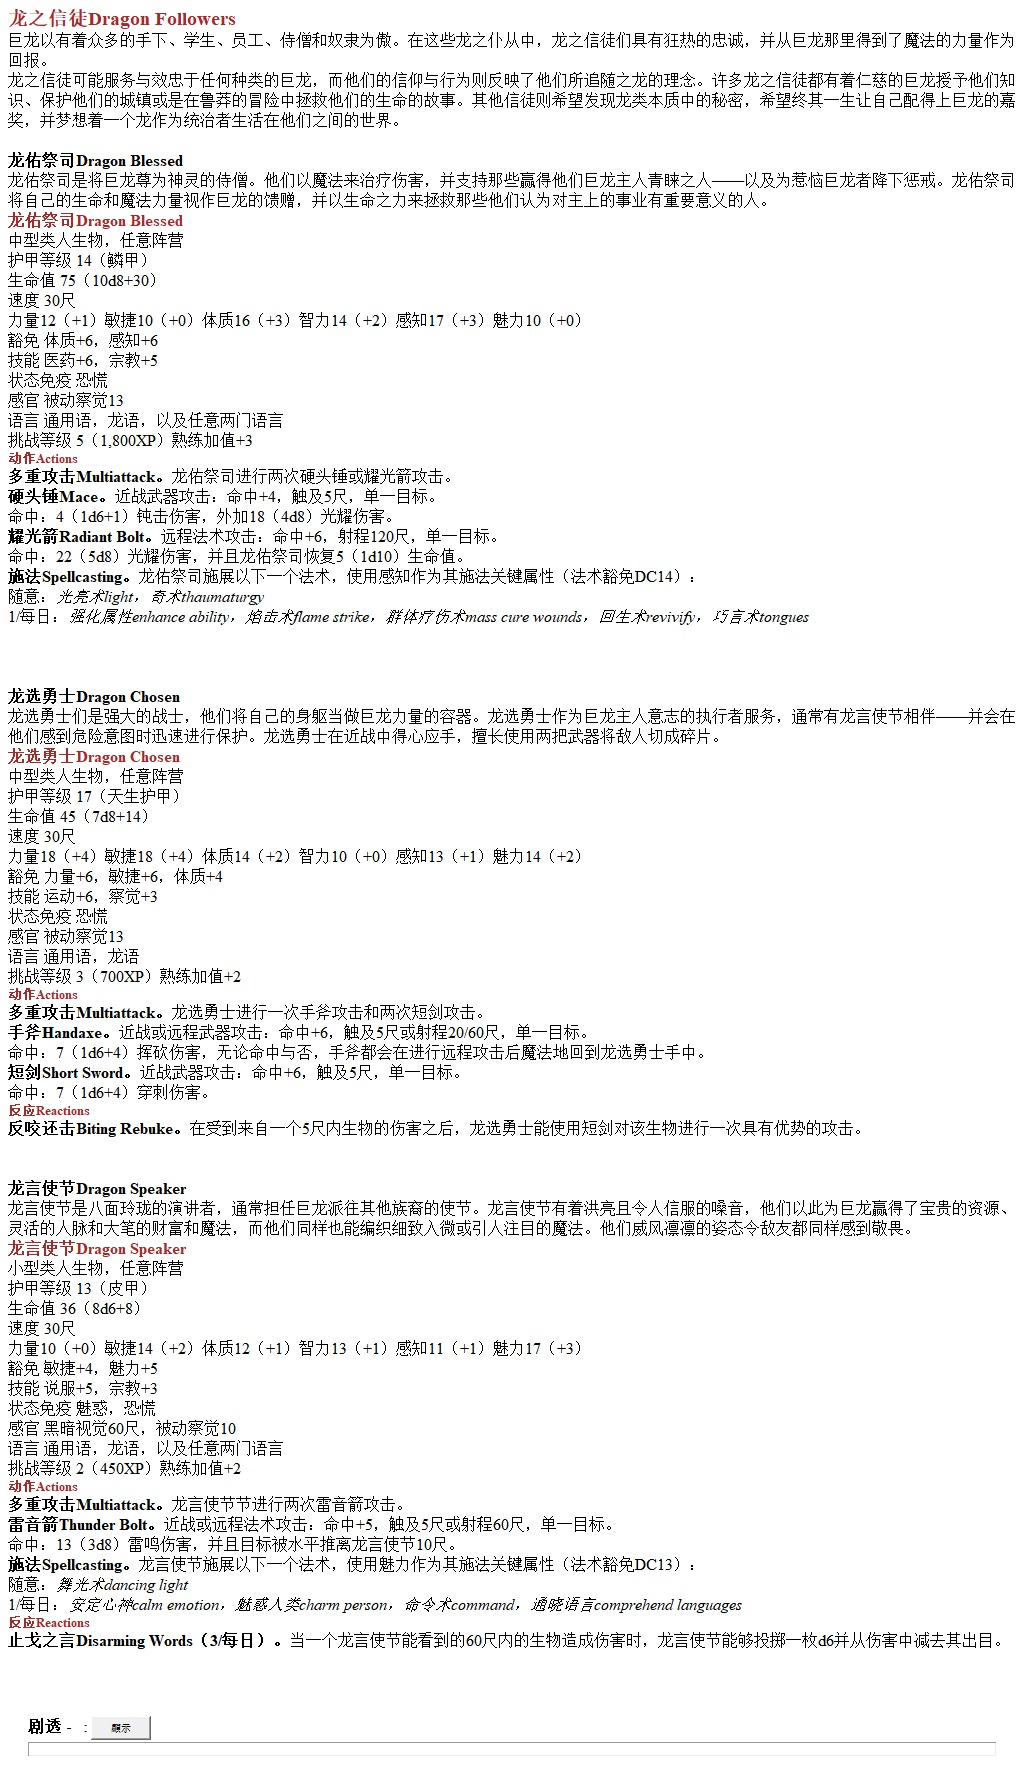 龙之信徒Dragon Followers
巨龙以有着众多的手下、学生、员工、侍僧和奴隶为傲。在这些龙之仆从中，龙之信徒们具有狂热的忠诚，并从巨龙那里得到了魔法的力量作为
回报。
龙之信徒可能服务与效忠于任何种类的巨龙，而他们的信仰与行为则反映了他们所追随之龙的理念。许多龙之信徒都有着仁慈的巨龙授予他们知
识、保护他们的城镇或是在鲁莽的冒险中拯救他们的生命的故事。其他信徒则希望发现龙类本质中的秘密，希望终其一生让自己配得上巨龙的嘉
奖，并梦想着一个龙作为统治者生活在他们之间的世界。
龙佑祭司Dragon Blessed
龙佑祭司是将巨龙尊为神灵的侍僧。他们以魔法来治疗伤害，并支持那些赢得他们巨龙主人青睐之人——以及为惹恼巨龙者降下惩戒。龙佑祭司
将自己的生命和魔法力量视作巨龙的馈赠，并以生命之力来拯救那些他们认为对主上的事业有重要意义的人。
龙佑祭司Dragon Blessed
中型类人生物，任意阵营
护甲等级 14（鳞甲）
生命值 75（10d8+30）
速度 30尺
力量12（+1）敏捷10（+0）体质16（+3）智力14（+2）感知17（+3）魅力10（+0）
豁免 体质+6，感知+6
技能 医药+6，宗教+5
状态免疫 恐慌
感官 被动察觉13
语言 通用语，龙语，以及任意两门语言
挑战等级 5（1,800XP）熟练加值+3
动作Actions
多重攻击Multiattack。龙佑祭司进行两次硬头锤或耀光箭攻击。
硬头锤Mace。近战武器攻击：命中+4，触及5尺，单一目标。
命中：4（1d6+1）钝击伤害，外加18（4d8）光耀伤害。
耀光箭Radiant Bolt。远程法术攻击：命中+6，射程120尺，单一目标。
命中：22（5d8）光耀伤害，并且龙佑祭司恢复5（1d10）生命值。
施法Spellcasting。龙佑祭司施展以下一个法术，使用感知作为其施法关键属性（法术豁免DC14）：
随意：光亮术light，奇术thaumaturgy
1/每日：强化属性enhance ability，焰击术flame strike，群体疗伤术mass cure wounds，回生术revivify，巧言术tongues
龙选勇士Dragon Chosen
龙选勇士们是强大的战士，他们将自己的身躯当做巨龙力量的容器。龙选勇士作为巨龙主人意志的执行者服务，通常有龙言使节相伴——并会在
他们感到危险意图时迅速进行保护。龙选勇士在近战中得心应手，擅长使用两把武器将敌人切成碎片。
龙选勇士Dragon Chosen
中型类人生物，任意阵营
护甲等级 17（天生护甲）
生命值 45（7d8+14）
速度 30尺
力量18（+4）敏捷18（+4）体质14（+2）智力10（+0）感知13（+1）魅力14（+2）
豁免 力量+6，敏捷+6，体质+4
技能 运动+6，察觉+3
状态免疫 恐慌
感官 被动察觉13
语言 通用语，龙语
挑战等级 3（700XP）熟练加值+2
动作Actions
多重攻击Multiattack。龙选勇士进行一次手斧攻击和两次短剑攻击。
手斧Handaxe。近战或远程武器攻击：命中+6，触及5尺或射程20/60尺，单一目标。
命中：7（1d6+4）挥砍伤害，无论命中与否，手斧都会在进行远程攻击后魔法地回到龙选勇士手中。
短剑Short Sword。近战武器攻击：命中+6，触及5尺，单一目标。
命中：7（1d6+4）穿刺伤害。
反应Reactions
反咬还击Biting Rebuke。在受到来自一个5尺内生物的伤害之后，龙选勇士能使用短剑对该生物进行一次具有优势的攻击。
龙言使节Dragon Speaker
龙言使节是八面玲珑的演讲者，通常担任巨龙派往其他族裔的使节。龙言使节有着洪亮且令人信服的嗓音，他们以此为巨龙赢得了宝贵的资源、
灵活的人脉和大笔的财富和魔法，而他们同样也能编织细致入微或引人注目的魔法。他们威风凛凛的姿态令敌友都同样感到敬畏。
龙言使节Dragon Speaker
小型类人生物，任意阵营
护甲等级 13（皮甲）
生命值 36（8d6+8）
速度 30尺
力量10（+0）敏捷14（+2）体质12（+1）智力13（+1）感知11（+1）魅力17（+3）
豁免 敏捷+4，魅力+5
技能 说服+5，宗教+3
状态免疫 魅惑，恐慌
感官 黑暗视觉60尺，被动察觉10
语言 通用语，龙语，以及任意两门语言
挑战等级 2（450XP）熟练加值+2
动作Actions
多重攻击Multiattack。龙言使节节进行两次雷音箭攻击。
雷音箭Thunder Bolt。近战或远程法术攻击：命中+5，触及5尺或射程60尺，单一目标。
命中：13（3d8）雷鸣伤害，并且目标被水平推离龙言使节10尺。
施法Spellcasting。龙言使节施展以下一个法术，使用魅力作为其施法关键属性（法术豁免DC13）：
随意：舞光术dancing light
1/每日：安定心神calm emotion，魅惑人类charm person，命令术command，通晓语言comprehend languages
反应Reactions
止戈之言Disarming Words（3/每日）。当一个龙言使节能看到的60尺内的生物造成伤害时，龙言使节能够投掷一枚d6并从伤害中减去其出目。
剧透 - ：顯示